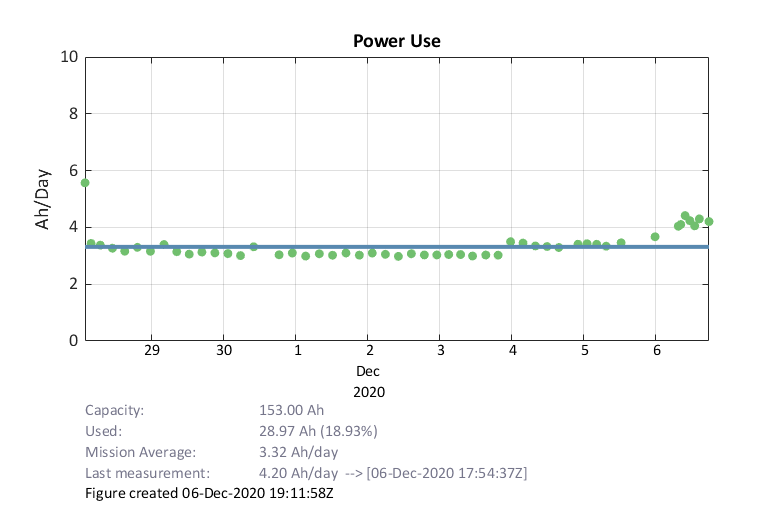 Power Use
10
8
6
4
2
0
Ah/Day
29 30 1 2 3 4 5 6
Dec
2020
Capacity: 153.00 Ah
Used: 28.97 Ah (18.93%)
Mission Average: 3.32 Ah/day
Last measurement: 4.20 Ah/day --> [06-Dec-2020 17:54:37Z]
Figure created 06-Dec-2020 19:11:58Z